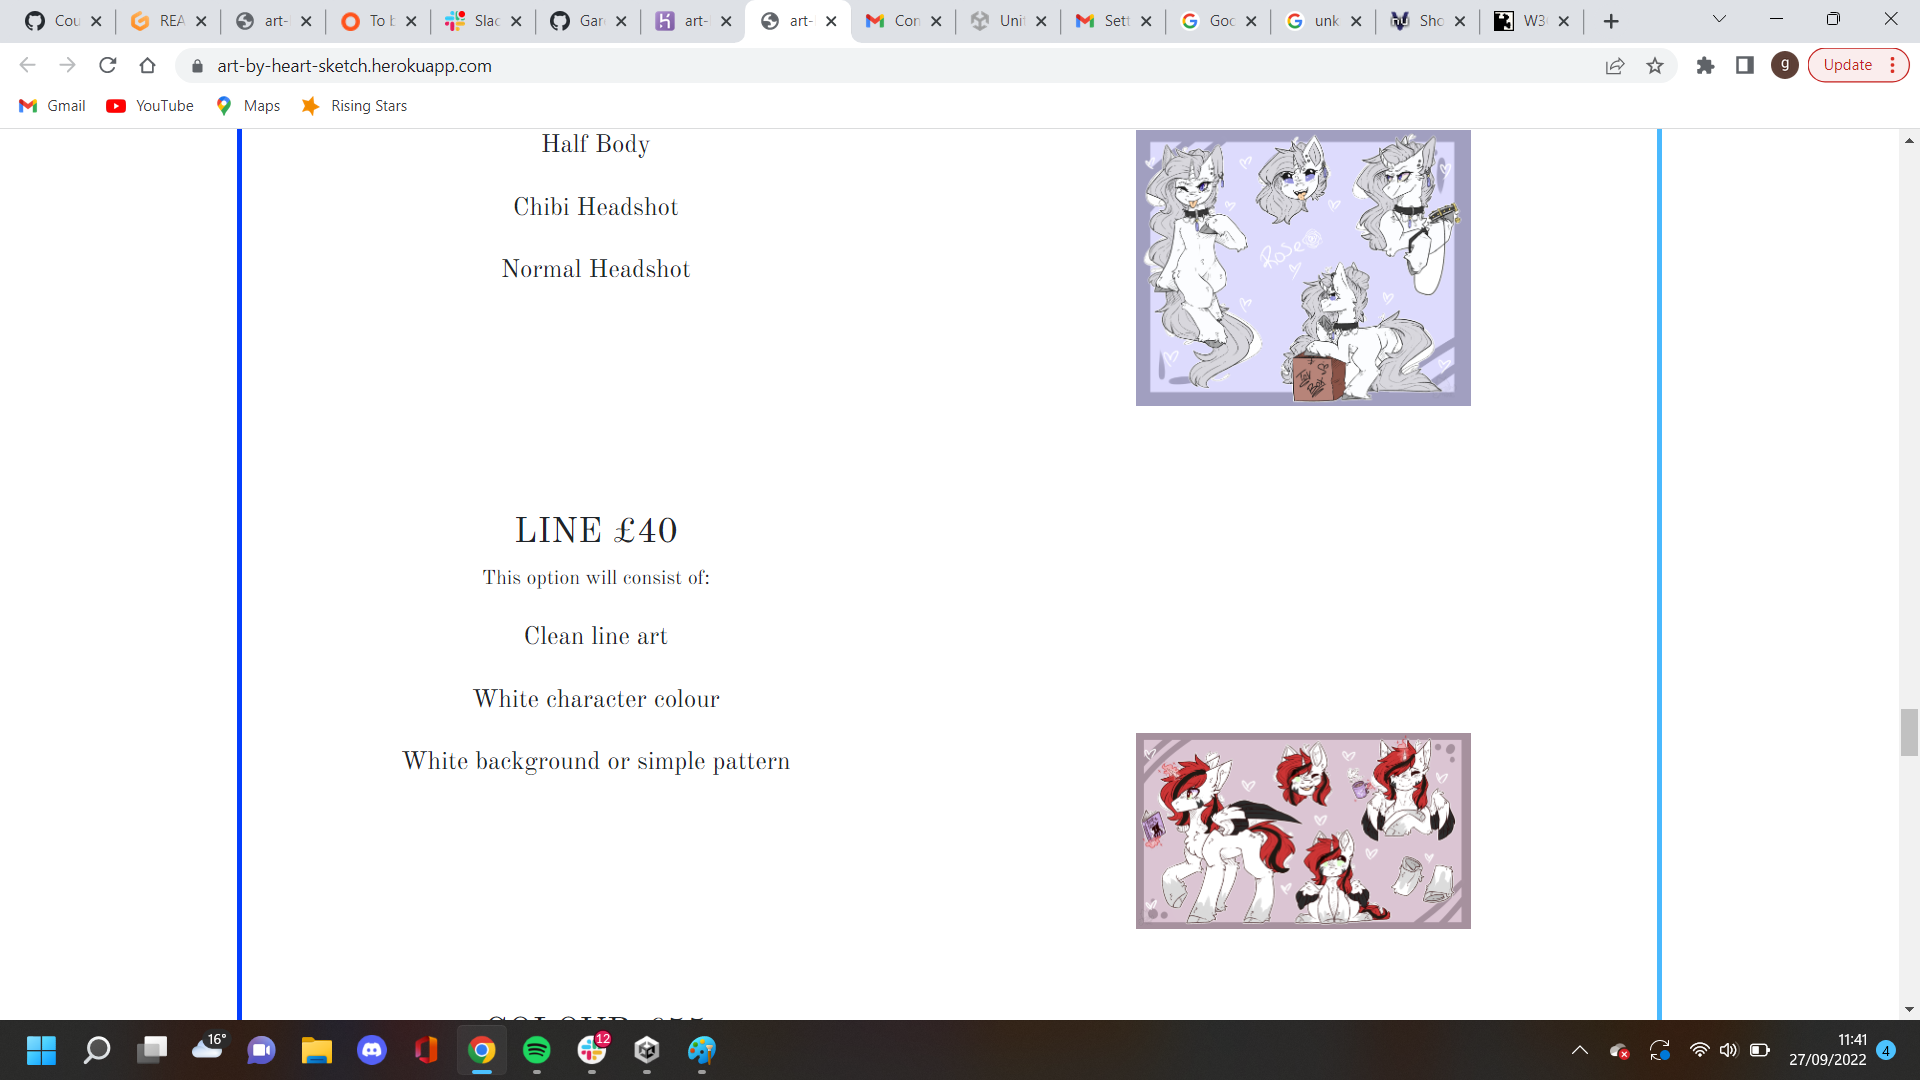 Cou
REA
art-
To b
Slac
Gar
art-
art-
Con
Unit
Sett
Goo
unk
Sho
W3
art-by-heart-sketch.herokuapp.com
g
Update
Gmail
YouTube
Maps
Rising Stars
Half Body
Chibi Headshot
Normal Headshot
Rose
LINE £40
This option will consist of:
Clean line art
White character colour
White background or simple pattern
16°
12
11:41
27/09/2022
4